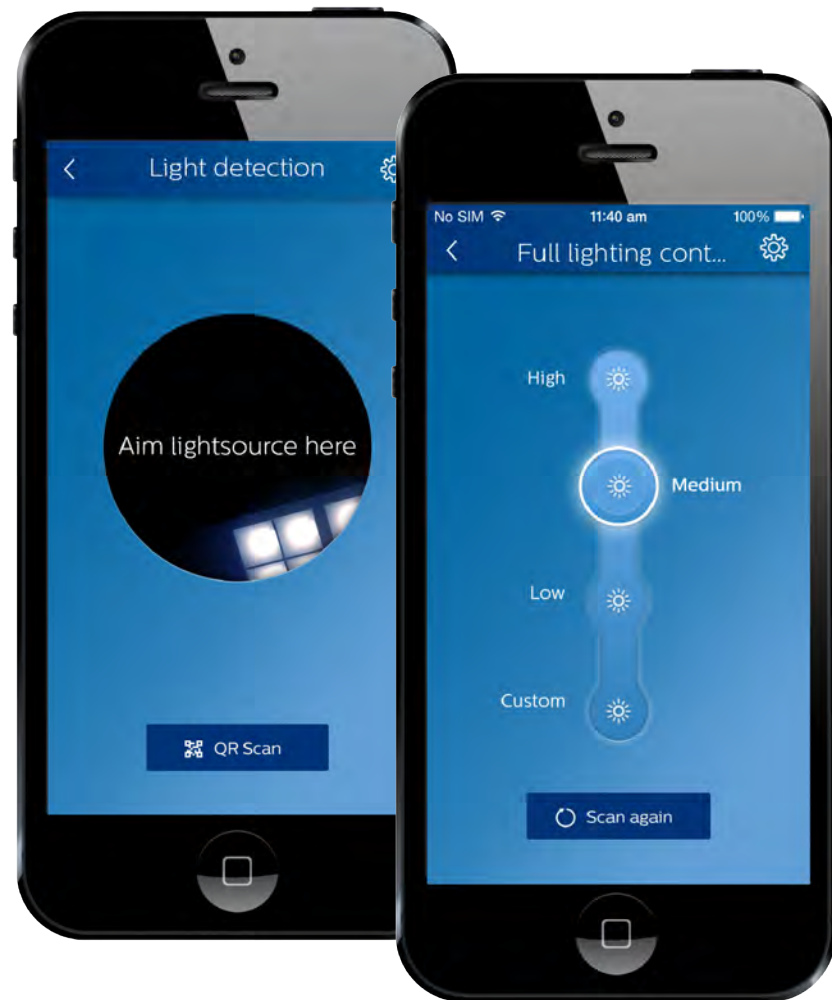 Light detection
Aim lightsource here
QR Scan
No SIM 11:40 am 100%
Full lighting cont...
High
Medium
Low
Custom
Scan again